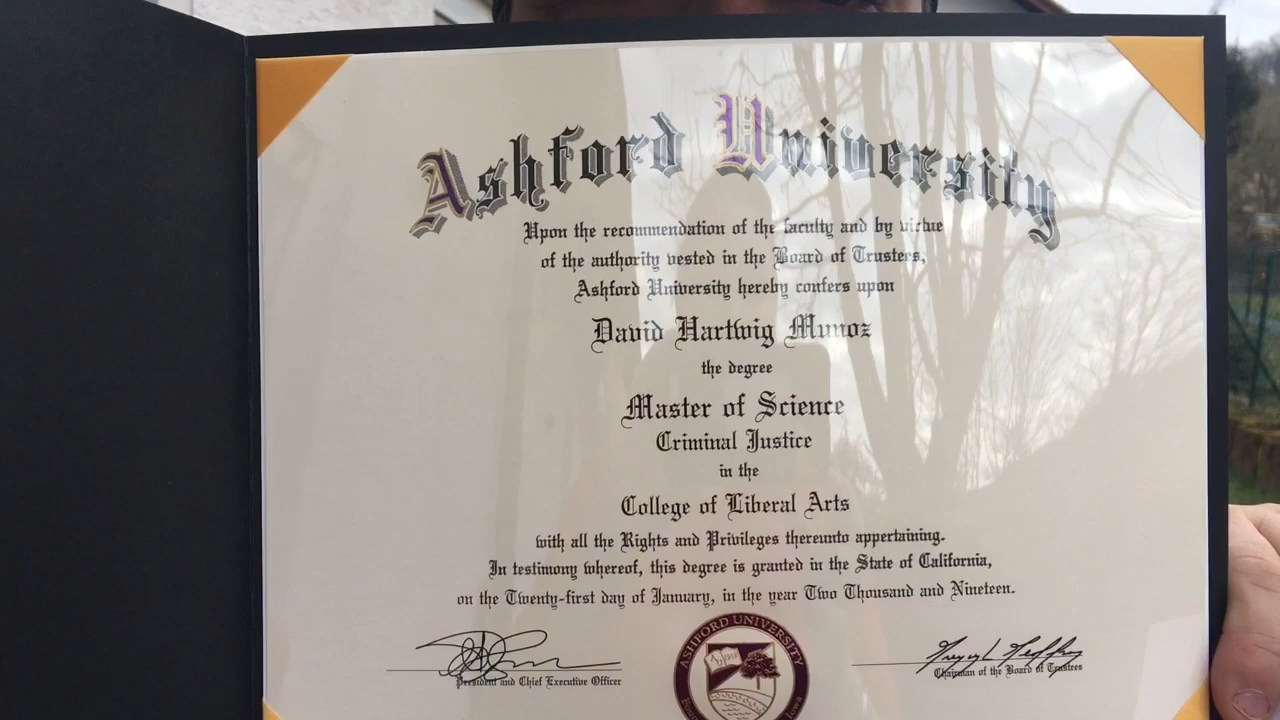 Ashford University
Upon the recommendation of the faculty and by virtue
of the authority vested in the Board of Trustees,
Ashford University hereby confers upon
David Hartwig Munoz
the degree
Master of Science
Criminal Justice
in the
College of Liberal Arts
with all the Rights and Privileges thereunto appertaining.
In testimony whereof, this degree is granted in the State of California,
on the Twenty-first day of January, in the year Two Thousand and Nineteen.
President and Chief Executive Officer
ASHFORD UNIVERSITY
Iowa
Chairman of the Board of Trustees